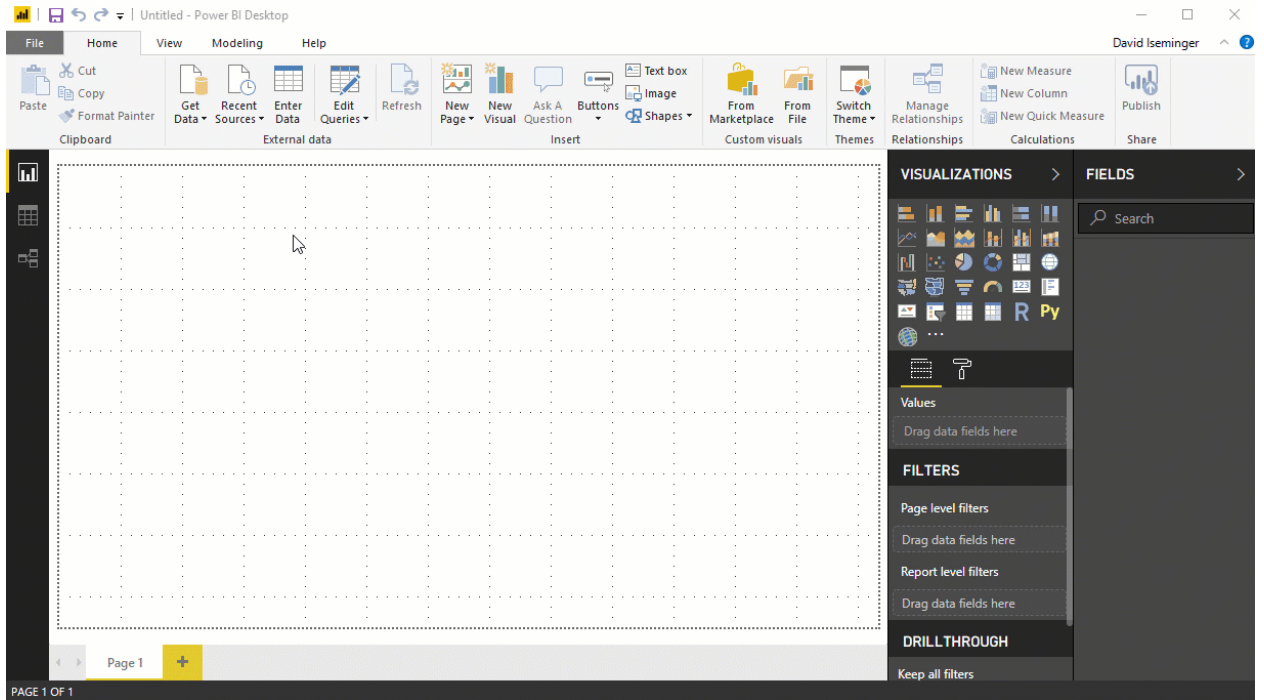 Untitled - Power BI Desktop
File Home View Modeling Help David Iseminger ?
Paste Cut Copy Format Painter
Clipboard
Get Data Recent Sources Enter Data Edit Queries Refresh
External data
New Page New Visual Ask A Question Buttons Text box Image Shapes
Insert
From Marketplace From File
Custom visuals
Switch Theme
Themes
Manage Relationships
Relationships
New Measure New Column New Quick Measure
Calculations
Publish
Share
VISUALIZATIONS
123
R Py
Values
Drag data fields here
FILTERS
Page level filters
Drag data fields here
Report level filters
Drag data fields here
DRILLTHROUGH
Keep all filters
FIELDS
Search
Page 1 +
PAGE 1 OF 1